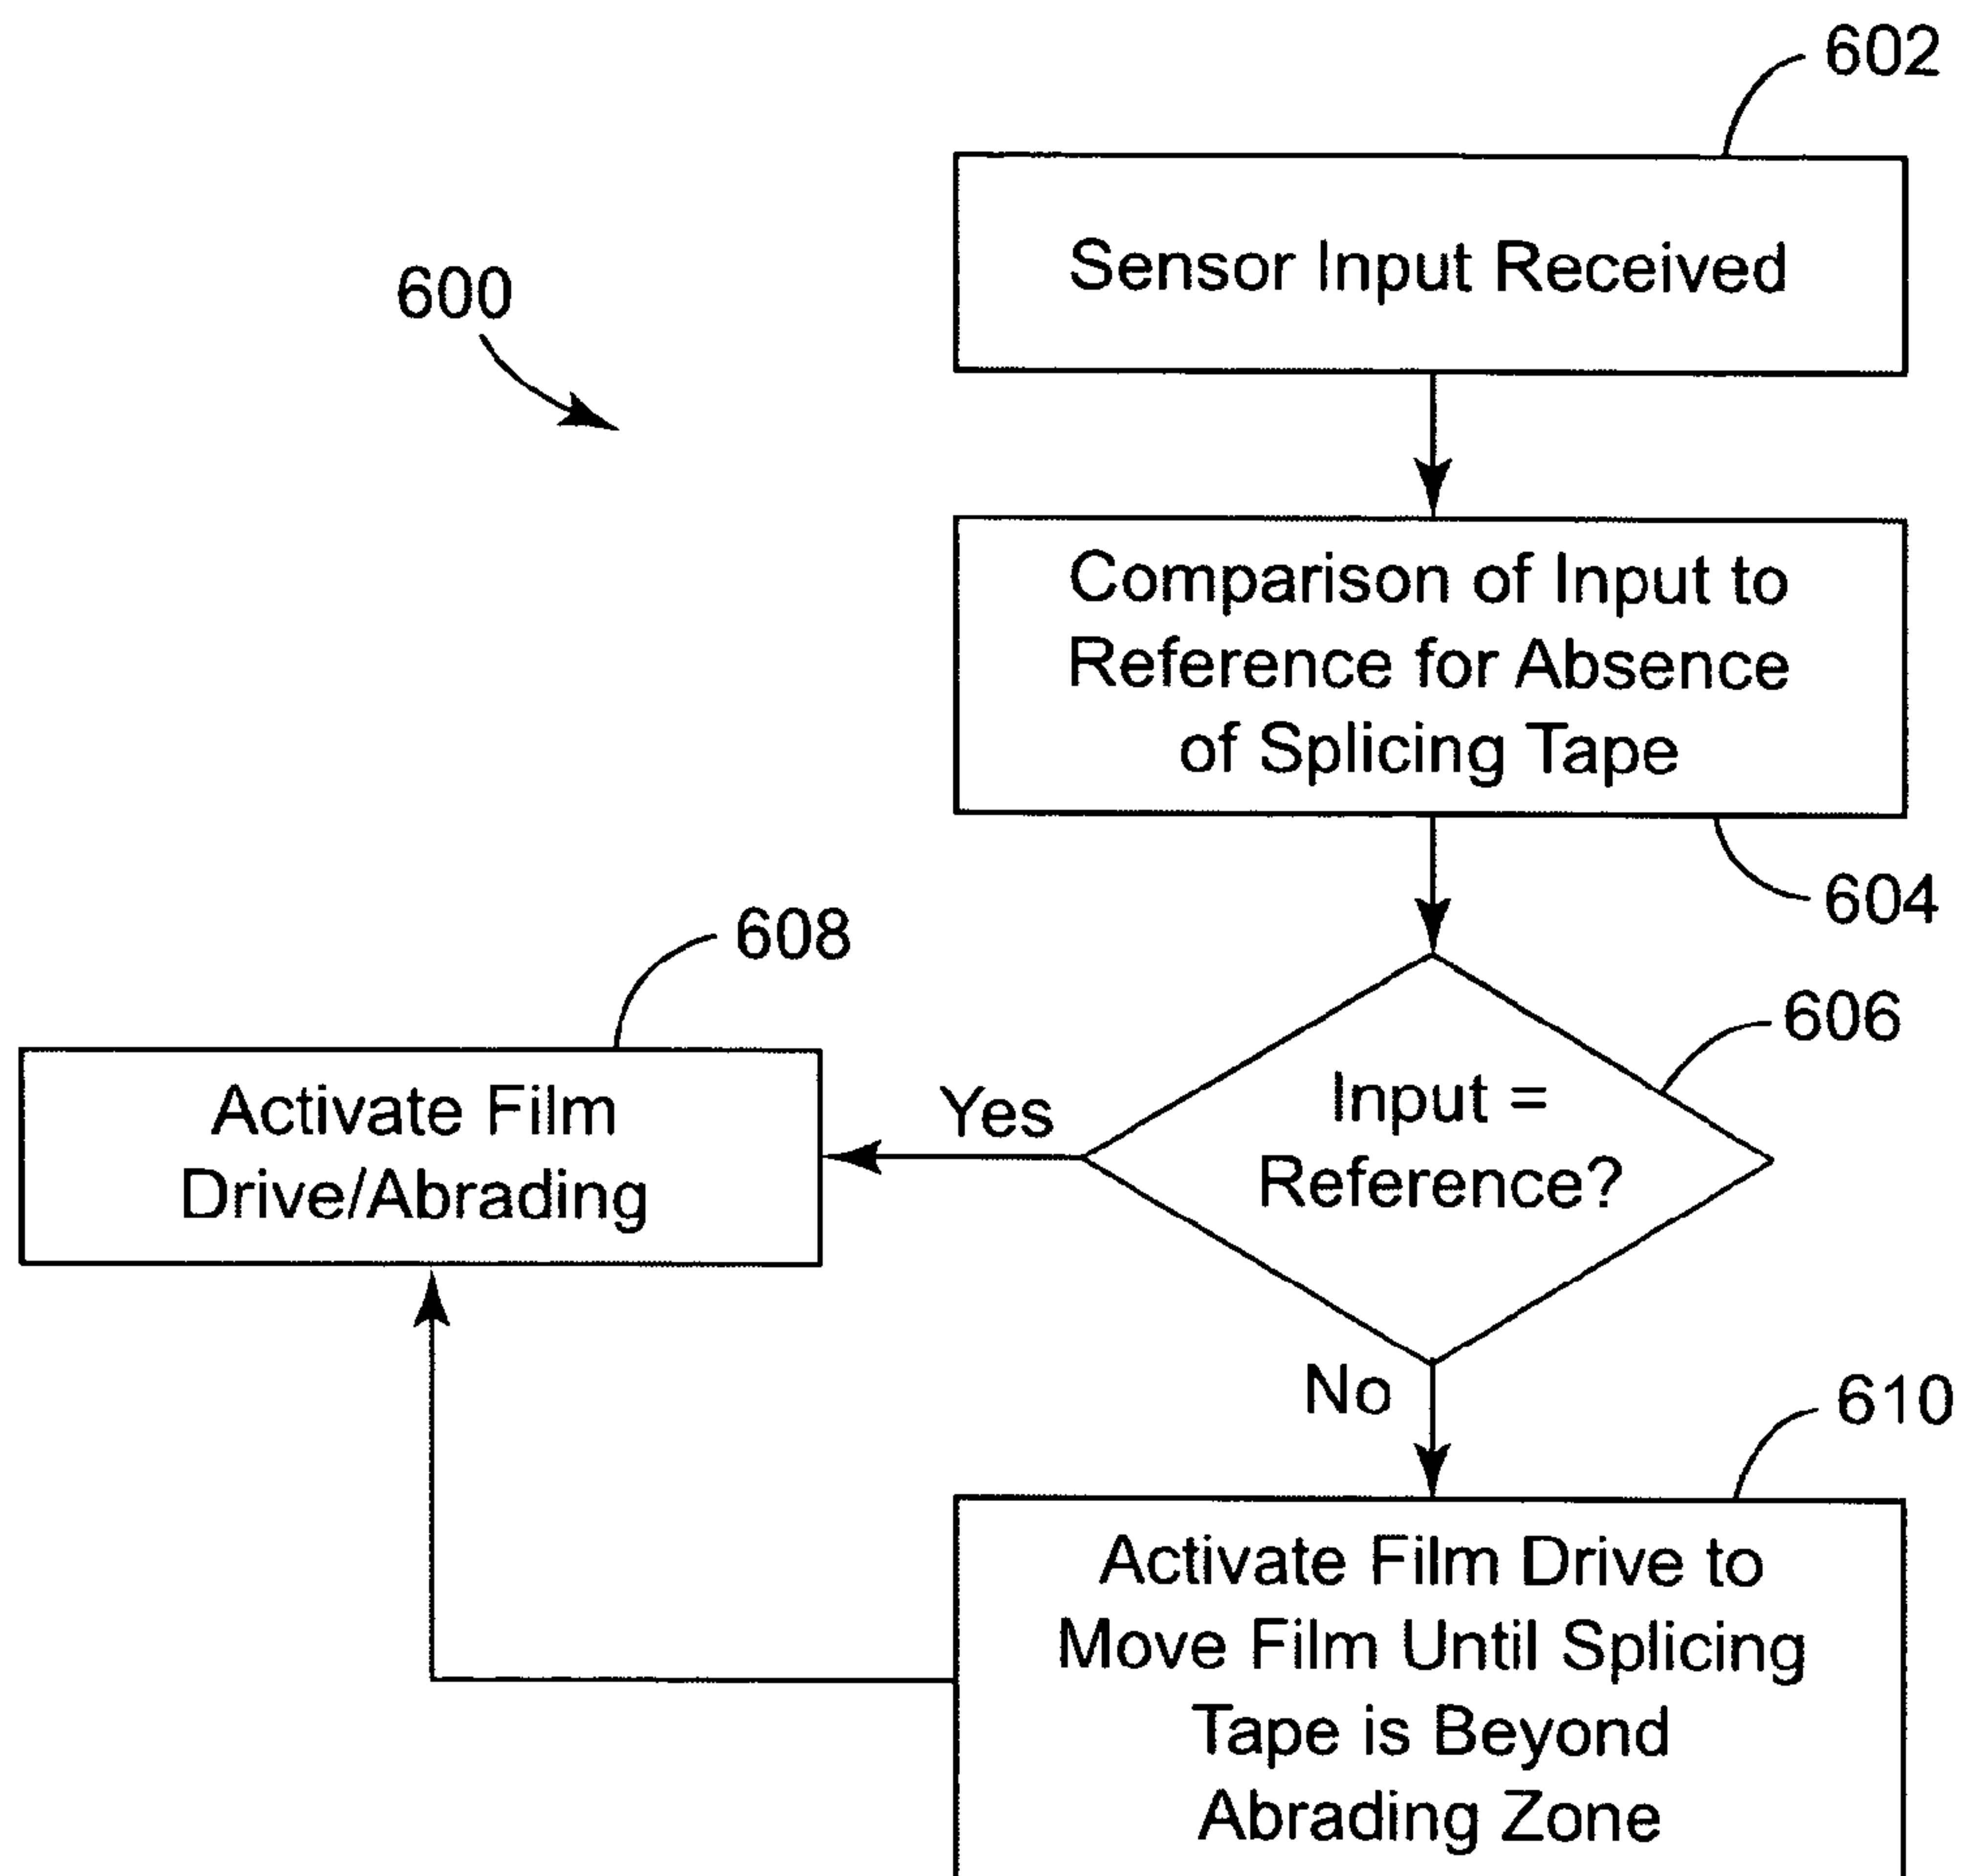 602
Sensor Input Received
600
Comparison of Input to
Reference for Absence
of Splicing Tape
604
608
606
Activate Film
Drive/Abrading
Yes
Input =
Reference?
No
610
Activate Film Drive to
Move Film Until Splicing
Tape is Beyond
Abrading Zone